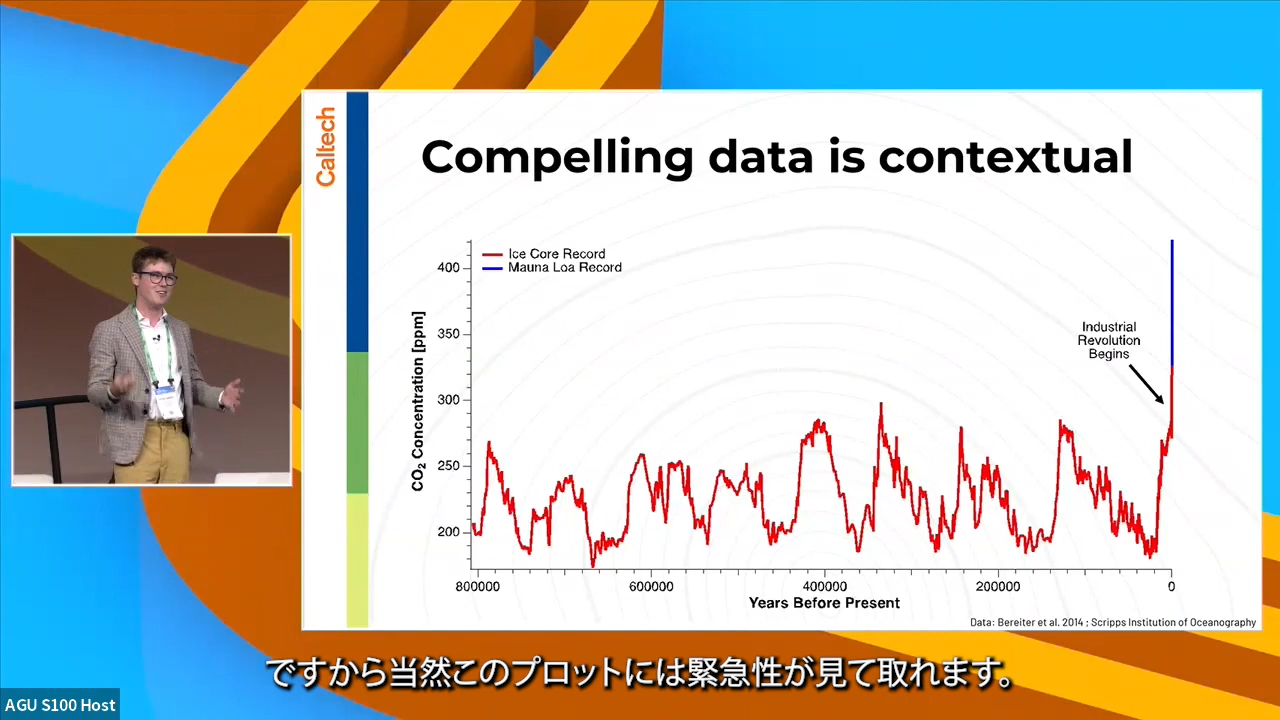 Caltech
Compelling data is contextual
Ice Core Record
Mauna Loa Record
CO₂ Concentration [ppm]
400
350
300
250
200
Industrial
Revolution
Begins
800000
600000
400000
200000
0
Years Before Present
Data: Bereiter et al. 2014 ; Scripps Institution of Oceanography
ですから当然このプロットには緊急性が見て取れます。
AGU S100 Host